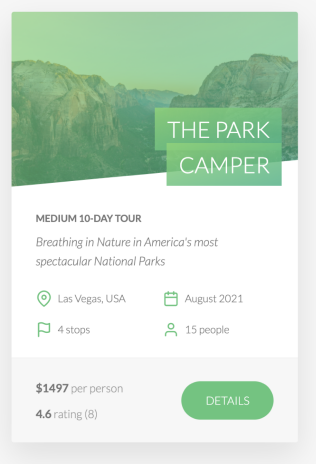 THE PARK
CAMPER
MEDIUM 10-DAY TOUR
Breathing in Nature in America's most
spectacular National Parks
Las Vegas, USA
August 2021
4 stops
15 people
$1497 per person
4.6 rating (8)
DETAILS